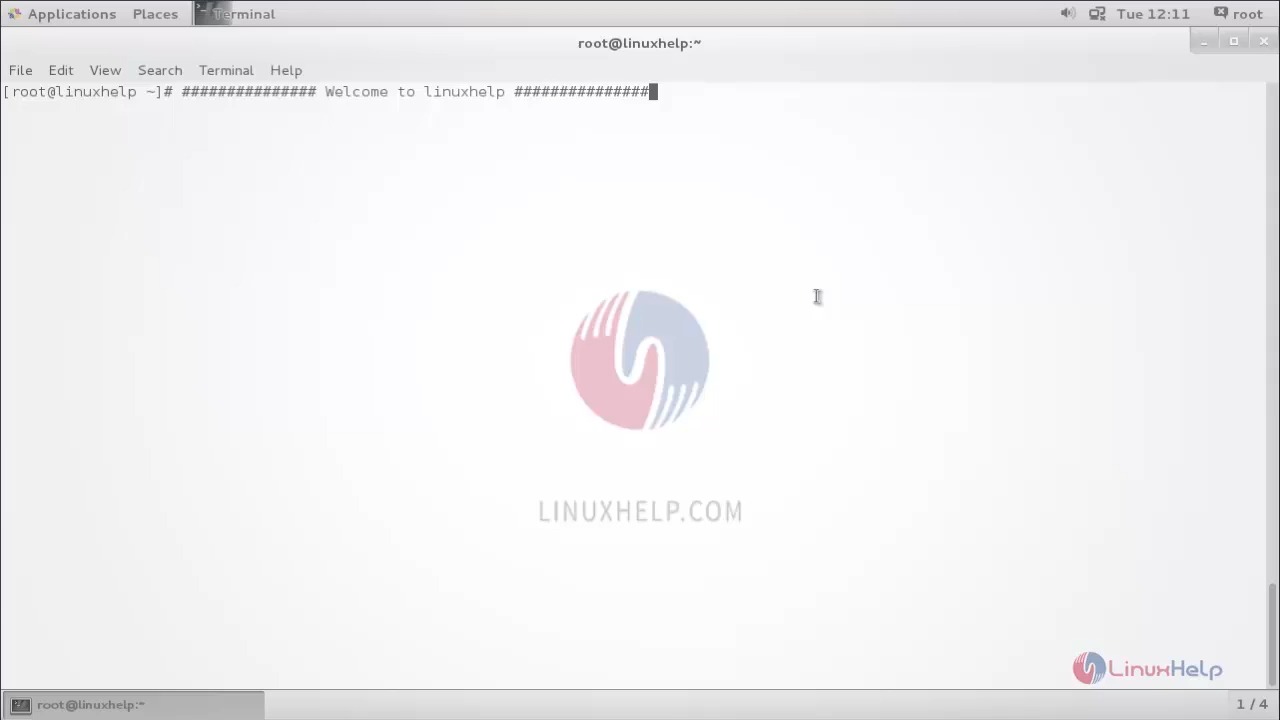 Applications Places Terminal Tue 12:11 root
root@linuxhelp:~
File Edit View Search Terminal Help
[root@linuxhelp ~]# ############### Welcome to linuxhelp ###############
LINUXHELP.COM
LinuxHelp
root@linuxhelp:~ 1 / 4